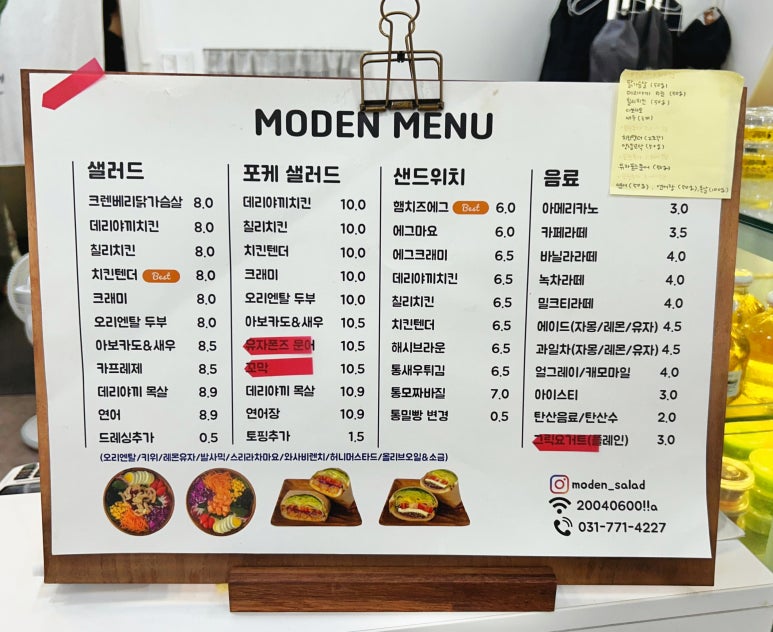 MODEN MENU
샐러드
크렌베리닭가슴살 8.0
데리야끼치킨 8.0
칠리치킨 8.0
치킨텐더 Best 8.0
크래미 8.0
오리엔탈 두부 8.0
아보카도&새우 8.5
카프레제 8.5
데리야끼 목살 8.9
연어 8.9
드레싱추가 0.5
포케 샐러드
데리야끼치킨 10.0
칠리치킨 10.0
치킨텐더 10.0
크래미 10.0
오리엔탈 두부 10.0
아보카도&새우 10.5
유자폰즈 문어 10.5
꼬막 10.5
데리야끼 목살 10.9
연어장 10.9
토핑추가 1.5
샌드위치
햄치즈에그 Best 6.0
에그마요 6.0
에그크래미 6.5
데리야끼치킨 6.5
칠리치킨 6.5
치킨텐더 6.5
해시브라운 6.5
통새우튀김 6.5
통모짜바질 7.0
통밀빵 변경 0.5
음료
아메리카노 3.0
카페라떼 3.5
바닐라라떼 4.0
녹차라떼 4.0
밀크티라떼 4.0
에이드(자몽/레몬/유자) 4.5
과일차(자몽/레몬/유자) 4.5
얼그레이/캐모마일 4.0
아이스티 3.0
탄산음료/탄산수 2.0
그릭요거트(플레인) 3.0
(오리엔탈/키위/레몬유자/발사믹/스리라차마요/와사비랜치/허니머스타드/올리브오일&소금)
moden_salad
20040600!!a
031-771-4227